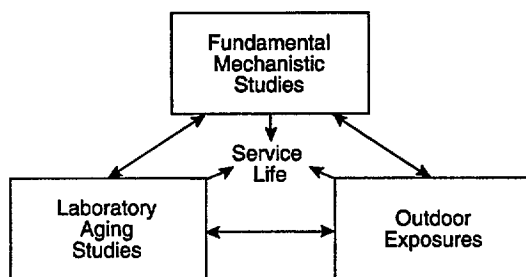 Fundamental
Mechanistic
Studies
Service
Life
Laboratory
Aging
Studies
Outdoor
Exposures